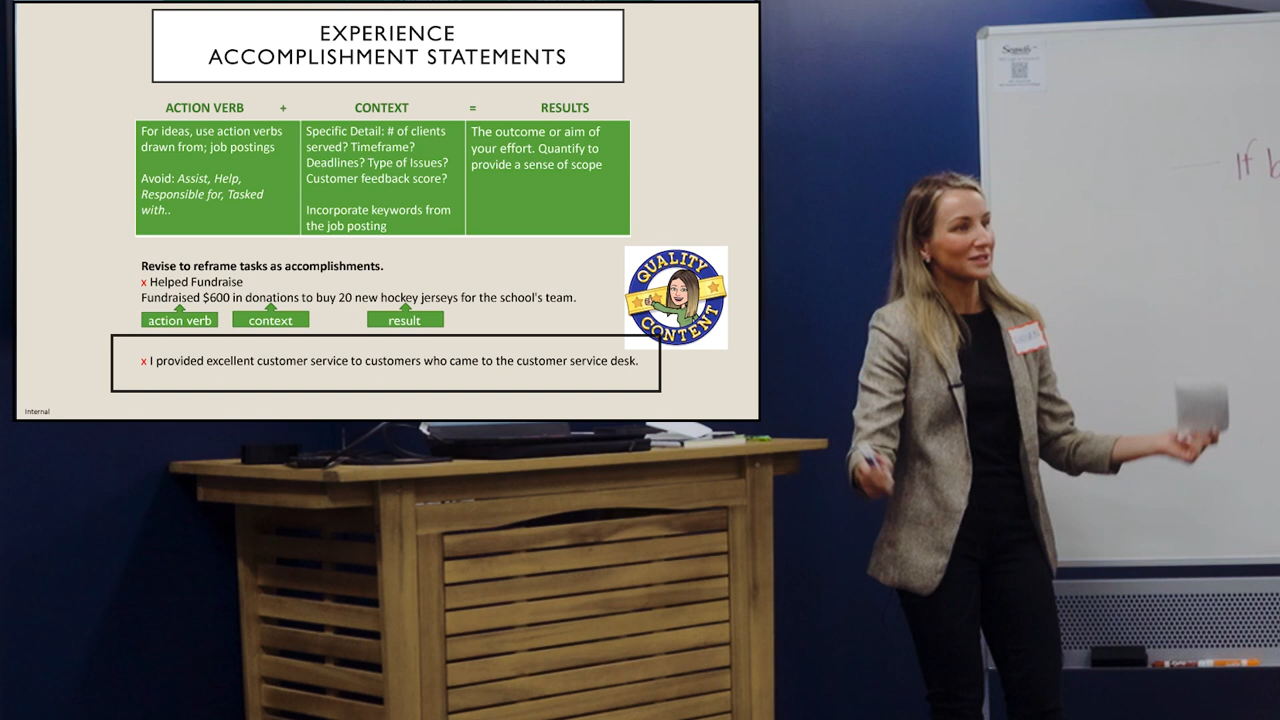 EXPERIENCE
ACCOMPLISHMENT STATEMENTS
ACTION VERB + CONTEXT = RESULTS
For ideas, use action verbs
drawn from; job postings
Avoid: Assist, Help,
Responsible for, Tasked
with..
Specific Detail: # of clients
served? Timeframe?
Deadlines? Type of Issues?
Customer feedback score?
Incorporate keywords from
the job posting
The outcome or aim of
your effort. Quantify to
provide a sense of scope
Revise to reframe tasks as accomplishments.
x Helped Fundraise
Fundraised $600 in donations to buy 20 new hockey jerseys for the school's team.
action verb context result
QUALITY
CONTENT
x I provided excellent customer service to customers who came to the customer service desk.
Internal
If